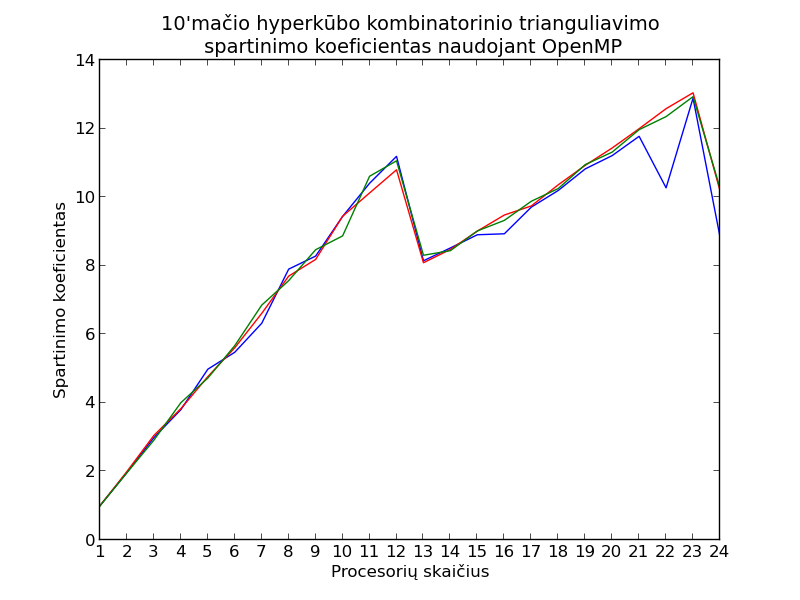 10'mačio hyperkūbo kombinatorinio trianguliavimo
spartinimo koeficientas naudojant OpenMP
14
12
10
8
6
4
2
0
Spartinimo koeficientas
1 2 3 4 5 6 7 8 9 10 11 12 13 14 15 16 17 18 19 20 21 22 23 24
Procesorių skaičius